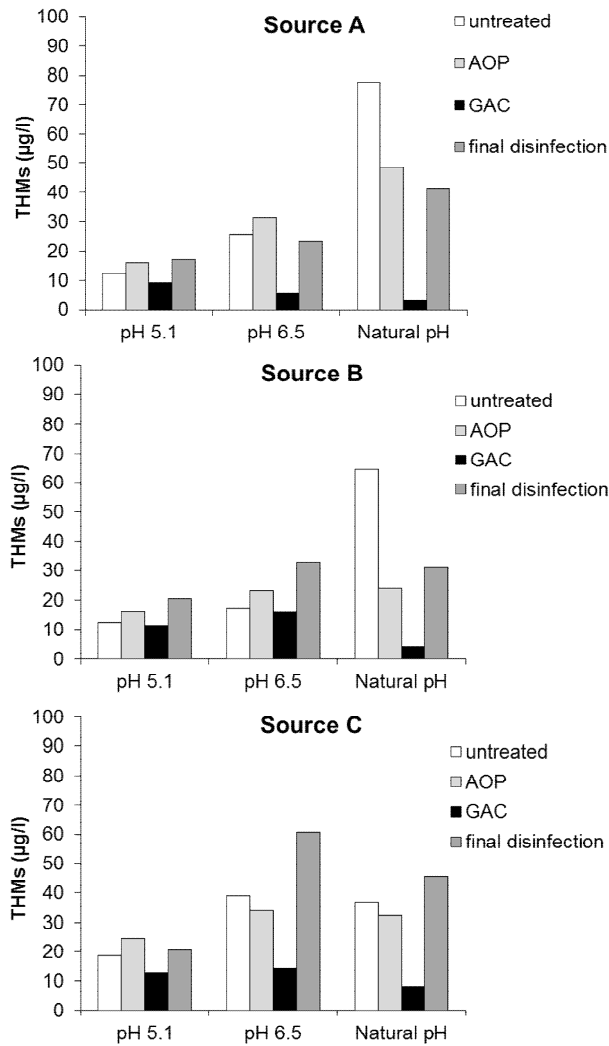 Source A
untreated
AOP
GAC
final disinfection
THMs (µg/l)
100
90
80
70
60
50
40
30
20
10
0
pH 5.1 pH 6.5 Natural pH
Source B
untreated
AOP
GAC
final disinfection
THMs (µg/l)
100
90
80
70
60
50
40
30
20
10
0
pH 5.1 pH 6.5 Natural pH
Source C
untreated
AOP
GAC
final disinfection
THMs (µg/l)
100
90
80
70
60
50
40
30
20
10
0
pH 5.1 pH 6.5 Natural pH